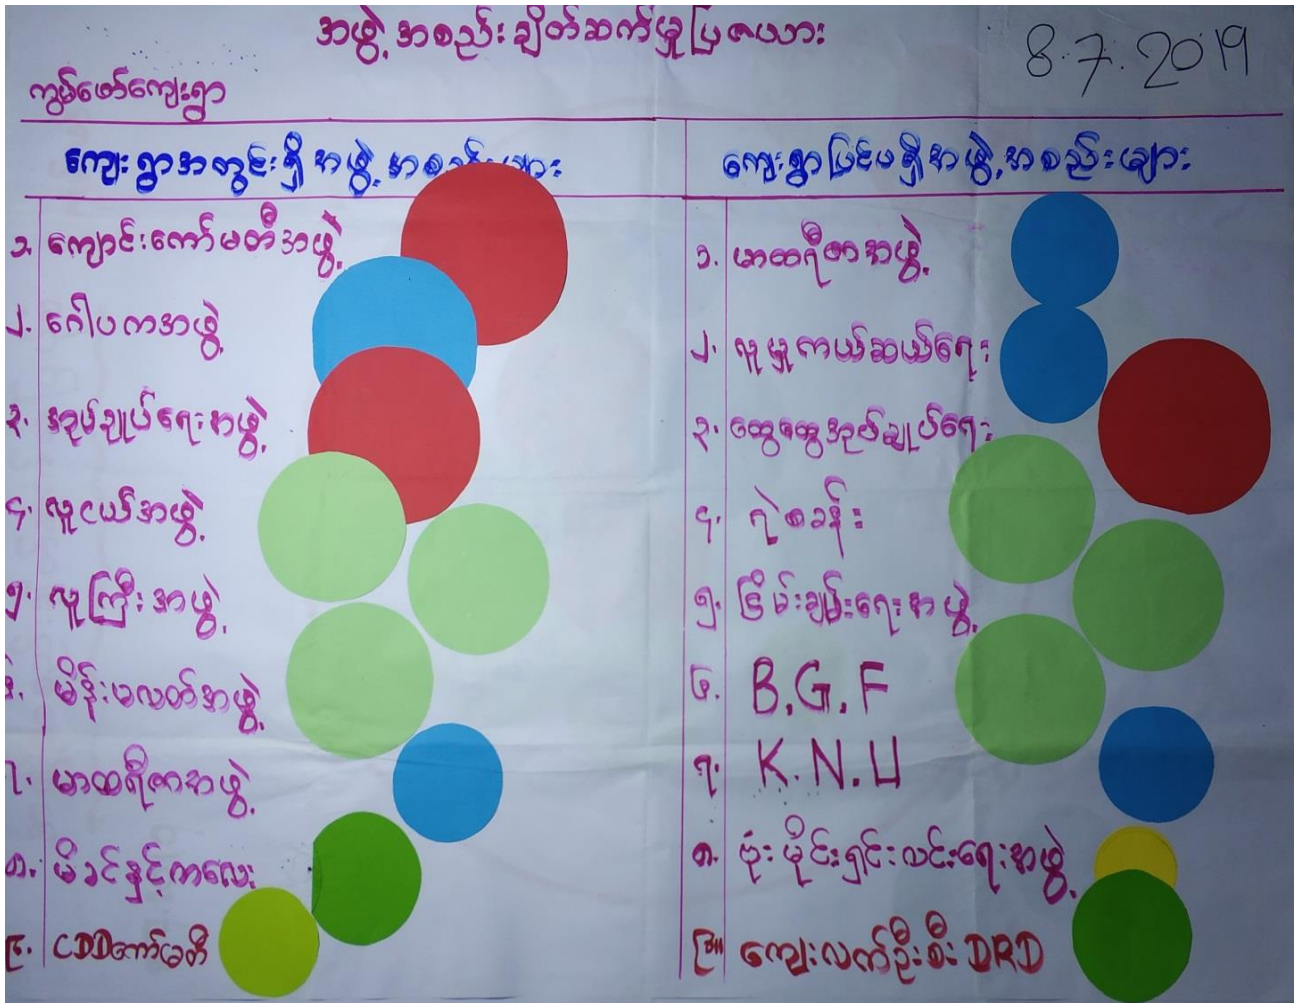 အဖွဲ့အစည်းချိတ်ဆက်မှုပြဇယား
8.7.2019
ကွမ်ဖော်ကျေးရွာ
ကျေးရွာအတွင်းရှိအဖွဲ့အစည်းများ
ကျေးရွာပြင်ပရှိအဖွဲ့အစည်းများ
၁. ကျောင်းကော်မတီအဖွဲ့
၂. ဂေါပကအဖွဲ့
၃. အုပ်ချုပ်ရေးအဖွဲ့
၄. လူငယ်အဖွဲ့
၅. လူကြီးအဖွဲ့
၆. မိဒ္ဒိုးမလတ်အဖွဲ့
၇. မာထရီဇာအဖွဲ့
၈. မိခင်နှင့်ကလေး
၉. CDDကော်မတီ
၁. မာထရီဇာအဖွဲ့
၂. လူမှုကယ်ဆယ်ရေး
၃. ထွေထွေအုပ်ချုပ်ရေး
၄. ရဲစခန်း
၅. ငြိမ်းချမ်းရေးအဖွဲ့
၆. B.G.F
၇. K.N.U
၈. ဗုံးမိုင်းရှင်းလင်းရေးအဖွဲ့
၉။ ကျေးလက်ဦးစီး DRD